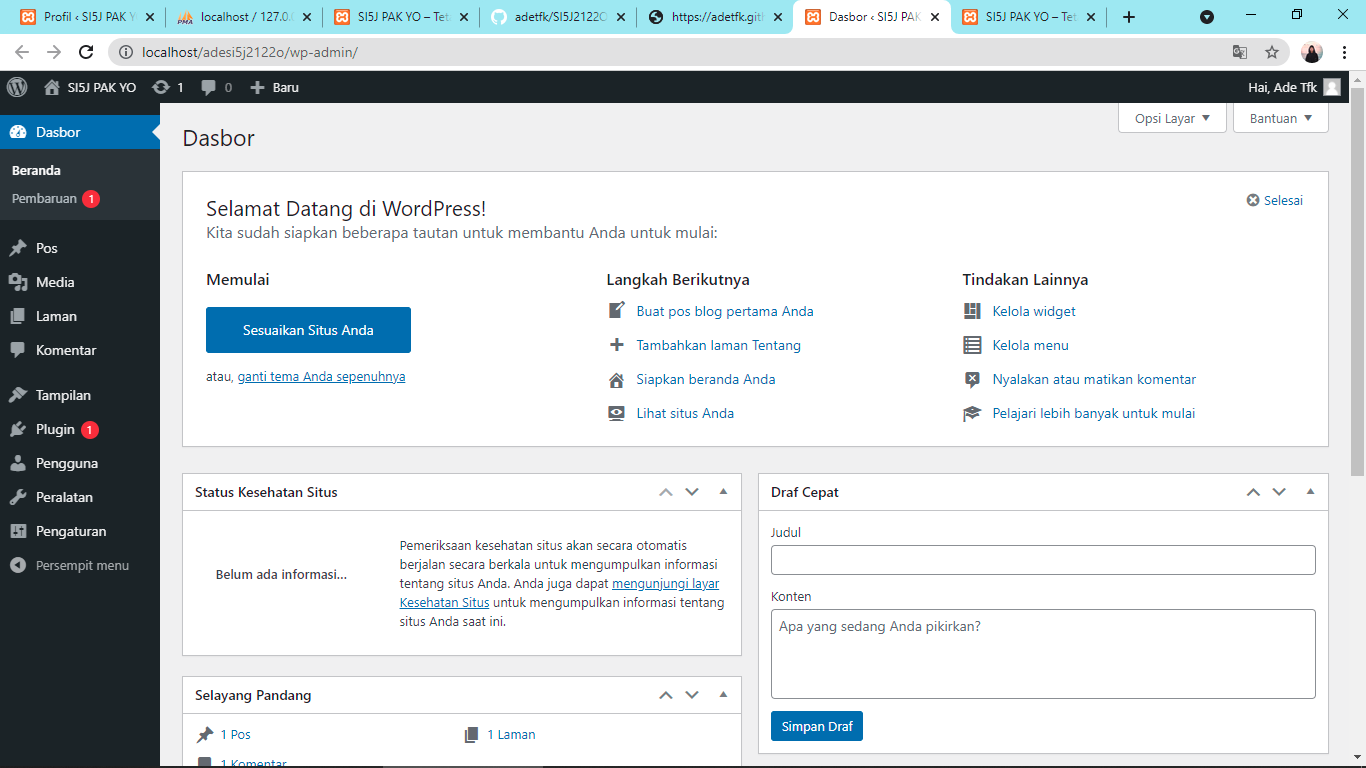 Profil ‹ SI5J PAK Y
localhost / 127.0.
SI5J PAK YO – Tet
adetfk/SI5J2122O
https://adetfk.gith
Dasbor ‹ SI5J PAK
SI5J PAK YO – Tet
localhost/adesi5j2122o/wp-admin/
SI5J PAK YO 1 0 Baru
Hai, Ade Tfk
Dasbor
Beranda
Pembaruan 1
Pos
Media
Laman
Komentar
Tampilan
Plugin 1
Pengguna
Peralatan
Pengaturan
Persempit menu
Opsi Layar
Bantuan
Dasbor
Selamat Datang di WordPress!
Kita sudah siapkan beberapa tautan untuk membantu Anda untuk mulai:
Selesai
Memulai
Sesuaikan Situs Anda
atau, ganti tema Anda sepenuhnya
Langkah Berikutnya
Buat pos blog pertama Anda
Tambahkan laman Tentang
Siapkan beranda Anda
Lihat situs Anda
Tindakan Lainnya
Kelola widget
Kelola menu
Nyalakan atau matikan komentar
Pelajari lebih banyak untuk mulai
Status Kesehatan Situs
Belum ada informasi...
Pemeriksaan kesehatan situs akan secara otomatis
berjalan secara berkala untuk mengumpulkan informasi
tentang situs Anda. Anda juga dapat mengunjungi layar
Kesehatan Situs untuk mengumpulkan informasi tentang
situs Anda saat ini.
Selayang Pandang
1 Pos
1 Laman
1 Komentar
Draf Cepat
Judul
Konten
Apa yang sedang Anda pikirkan?
Simpan Draf